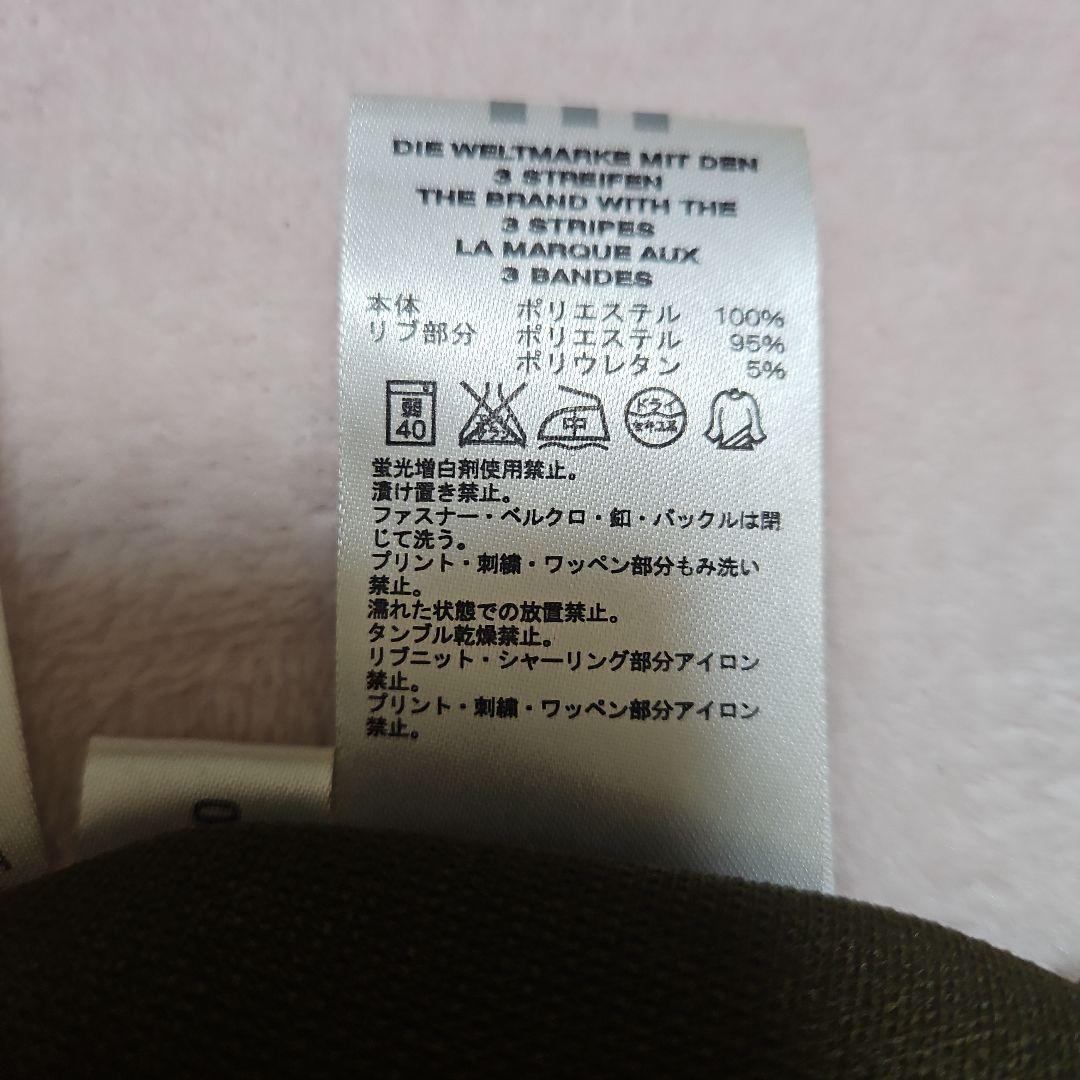 DIE WELTMARKE MIT DEN
3 STREIFEN
THE BRAND WITH THE
3 STRIPES
LA MARQUE AUX
3 BANDES
本体 ポリエステル 100%
リブ部分 ポリエステル 95%
ポリウレタン 5%
弱 40 中 ドライ
蛍光増白剤使用禁止。
漬け置き禁止。
ファスナー・ベルクロ・釦・バックルは閉
じて洗う。
プリント・刺繍・ワッペン部分もみ洗い
禁止。
濡れた状態での放置禁止。
タンブル乾燥禁止。
リブニット・シャーリング部分アイロン
禁止。
プリント・刺繍・ワッペン部分アイロン
禁止。